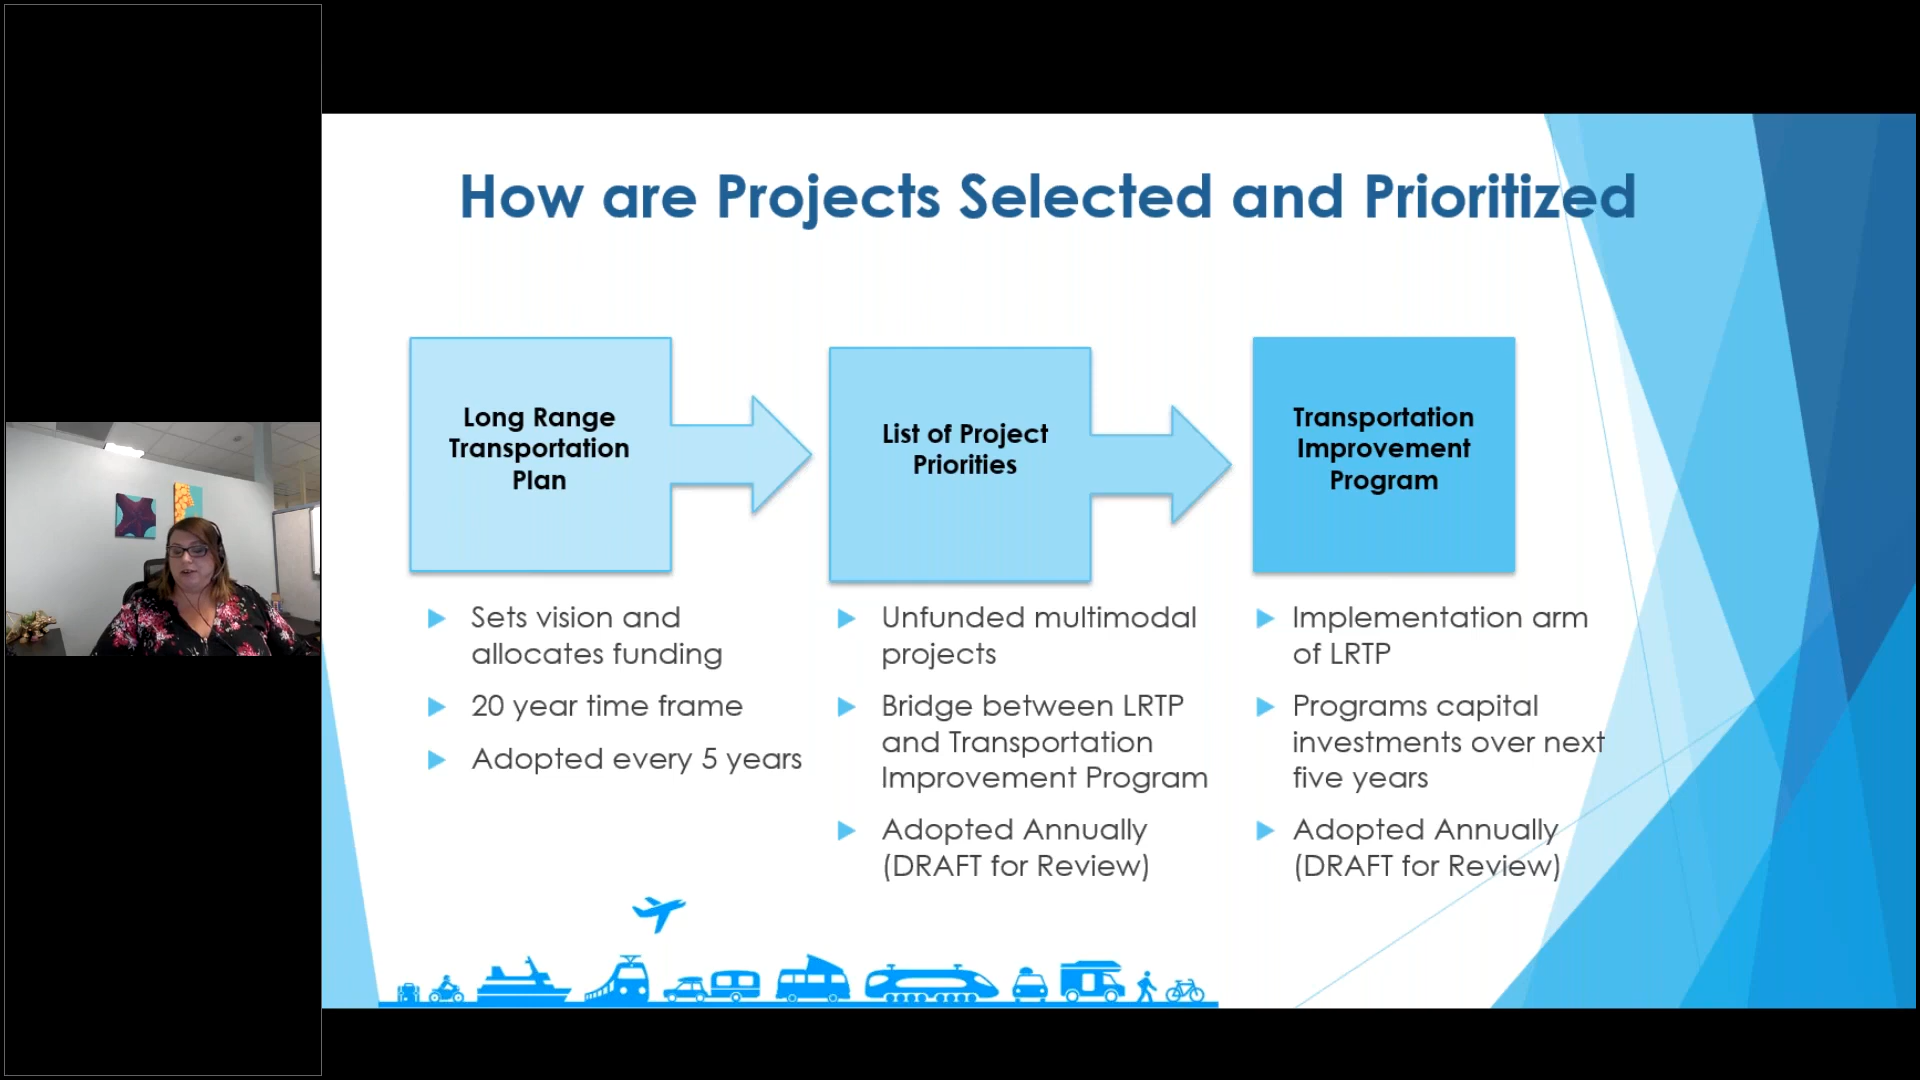 How are Projects Selected and Prioritized
Long Range
Transportation
Plan
Sets vision and
allocates funding
20 year time frame
Adopted every 5 years
List of Project
Priorities
Unfunded multimodal
projects
Bridge between LRTP
and Transportation
Improvement Program
Adopted Annually
(DRAFT for Review)
Transportation
Improvement
Program
Implementation arm
of LRTP
Programs capital
investments over next
five years
Adopted Annually
(DRAFT for Review)